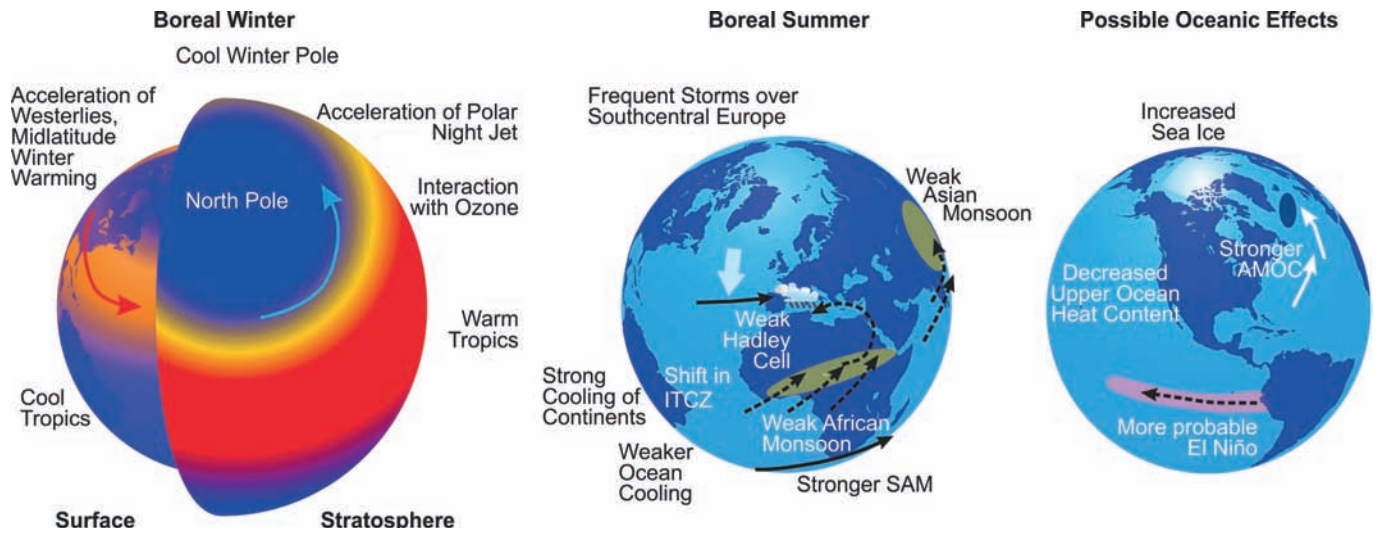 Boreal Winter
Cool Winter Pole
Acceleration of
Westerlies,
Midlatitude
Winter
Warming
Acceleration of Polar
Night Jet
North Pole
Interaction
with Ozone
Warm
Tropics
Cool
Tropics
Surface
Stratosphere
Boreal Summer
Frequent Storms over
Southcentral Europe
Weak
Asian
Monsoon
Weak
Hadley
Cell
Shift in
ITCZ
Strong
Cooling of
Continents
Weak African
Monsoon
Weaker
Ocean
Cooling
Stronger SAM
Possible Oceanic Effects
Increased
Sea Ice
Stronger
AMOC
Decreased
Upper Ocean
Heat Content
More probable
El Niño